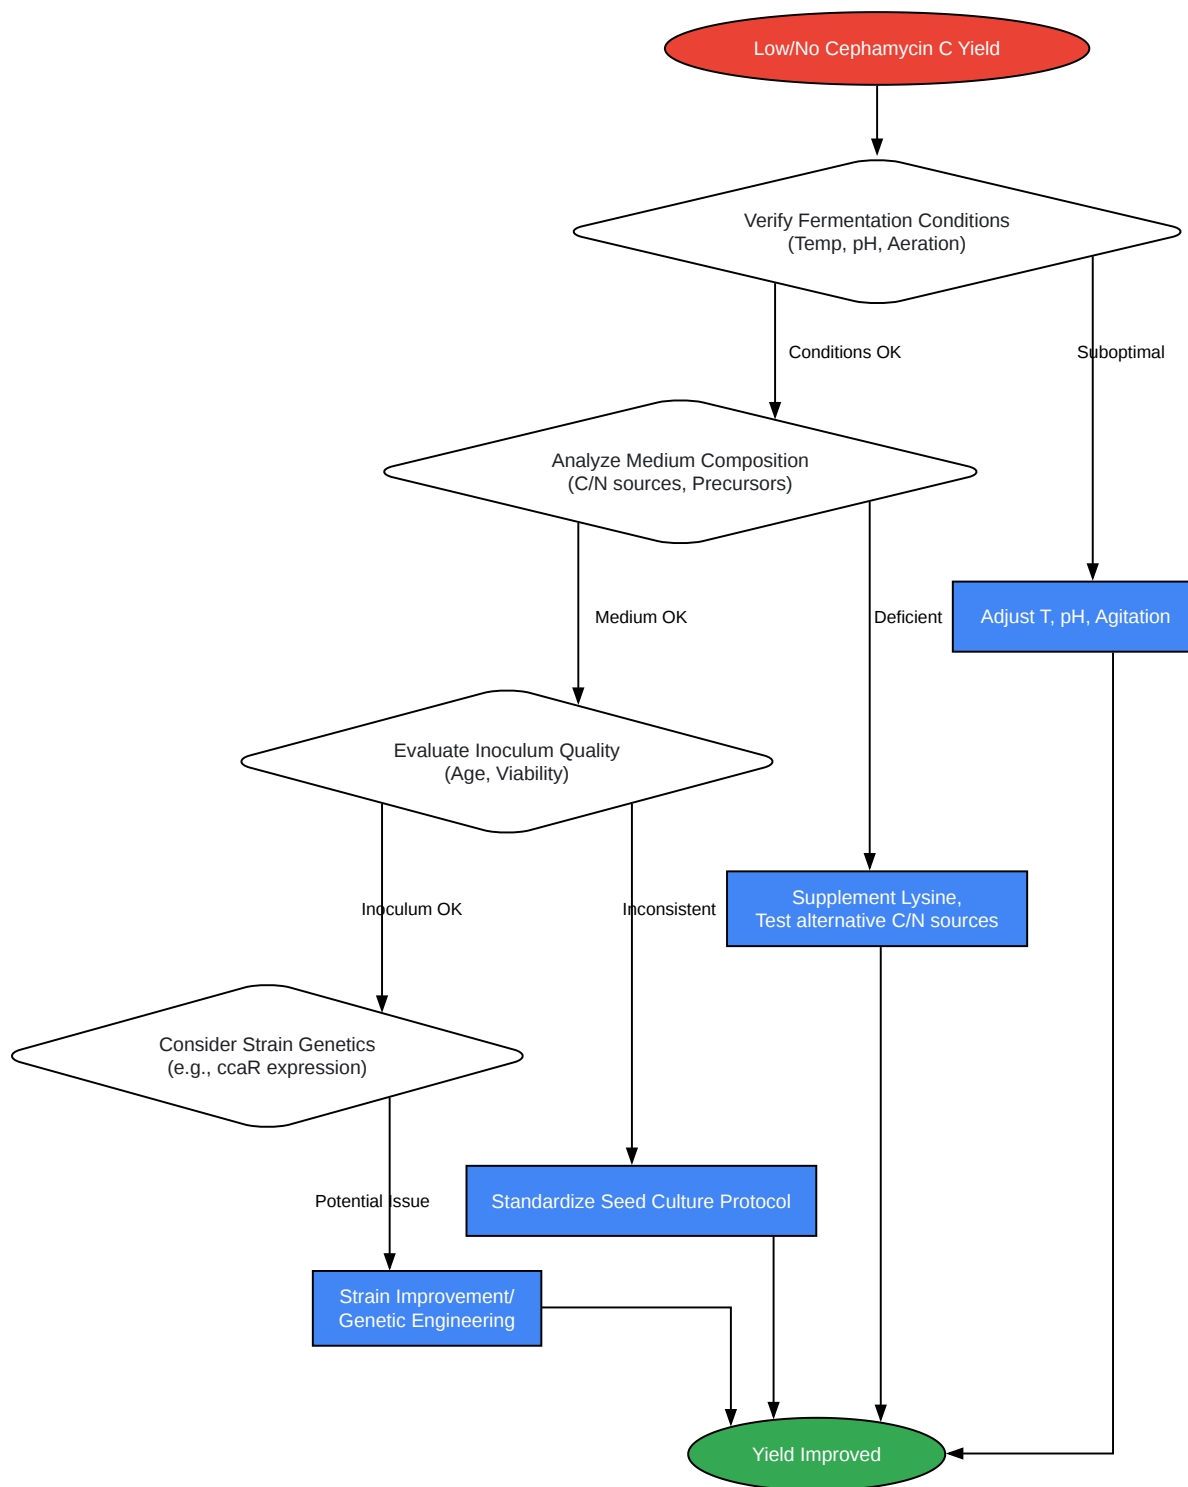 Low/No Cephamycin C Yield
Verify Fermentation Conditions
(Temp, pH, Aeration)
Conditions OK
Suboptimal
Analyze Medium Composition
(C/N sources, Precursors)
Medium OK
Deficient
Adjust T, pH, Agitation
Evaluate Inoculum Quality
(Age, Viability)
Inoculum OK
Inconsistent
Supplement Lysine,
Test alternative C/N sources
Consider Strain Genetics
(e.g., ccaR expression)
Potential Issue
Standardize Seed Culture Protocol
Strain Improvement/
Genetic Engineering
Yield Improved